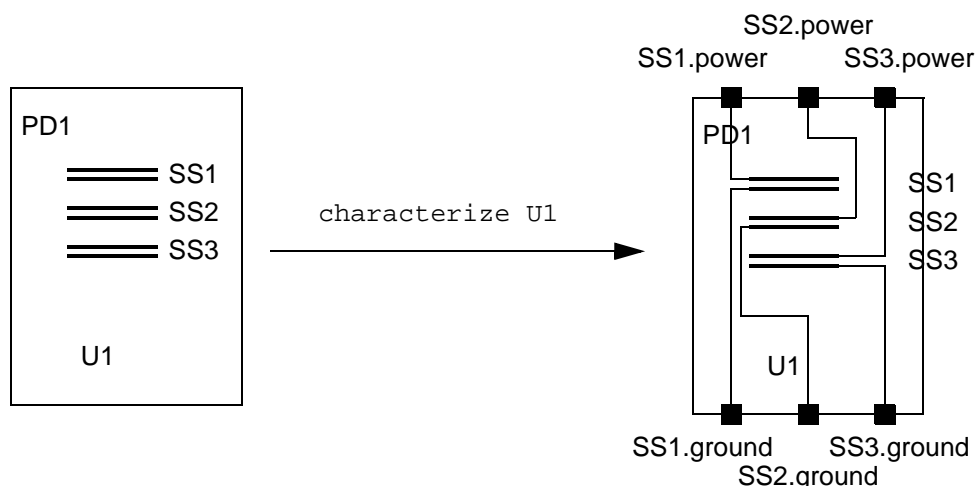 PD1
SS1
SS2
SS3
U1
characterize U1
SS2.power
SS1.power
SS3.power
PD1
SS1
SS2
SS3
U1
SS1.ground
SS3.ground
SS2.ground